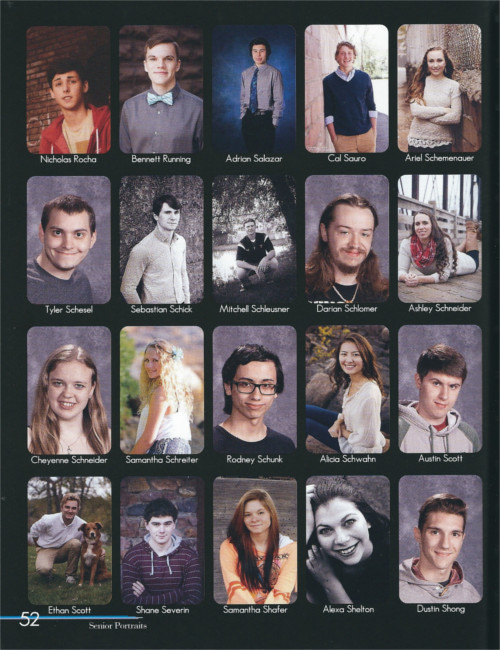 Nicholas Rocha Bennett Running Adrian Salazar Cal Sauro Ariel Schemenauer
Tyler Schesel Sebastian Schick Mitchell Schleusner Darian Schlomer Ashley Schneider
Cheyenne Schneider Samantha Schreiter Rodney Schunk Alicia Schwahn Austin Scott
Ethan Scott Shane Severin Samantha Shafer Alexa Shelton Dustin Shong
52
Senior Portraits